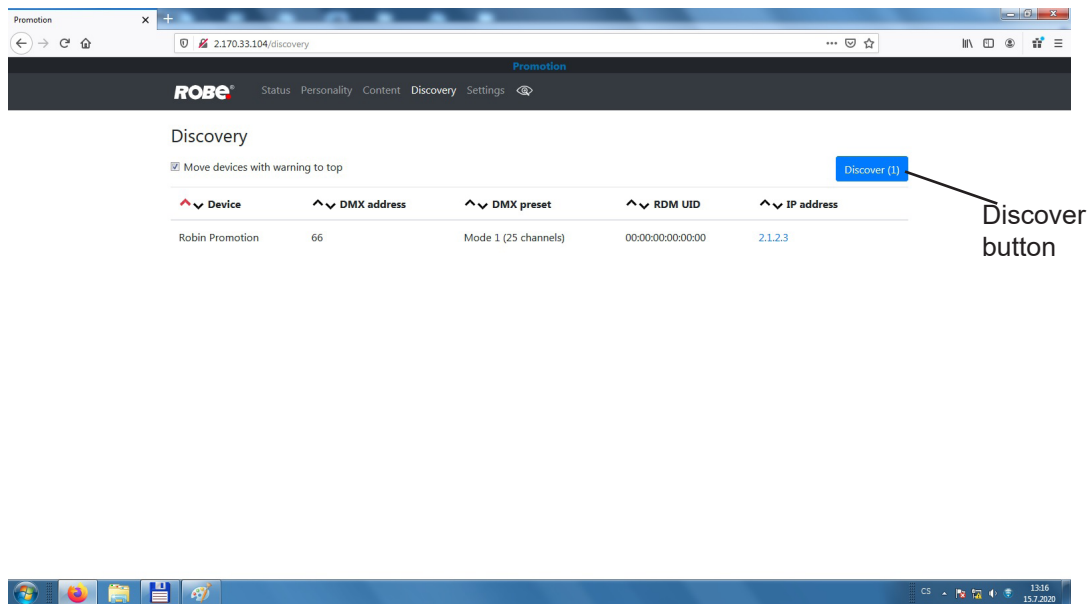 Promotion
2.170.33.104/discovery
Promotion
ROBE® Status Personality Content Discovery Settings
Discovery
Move devices with warning to top
Discover (1)
Device DMX address DMX preset RDM UID IP address
Robin Promotion 66 Mode 1 (25 channels) 00:00:00:00:00:00 2.1.2.3
Discover
button
CS 13:16
15.7.2020